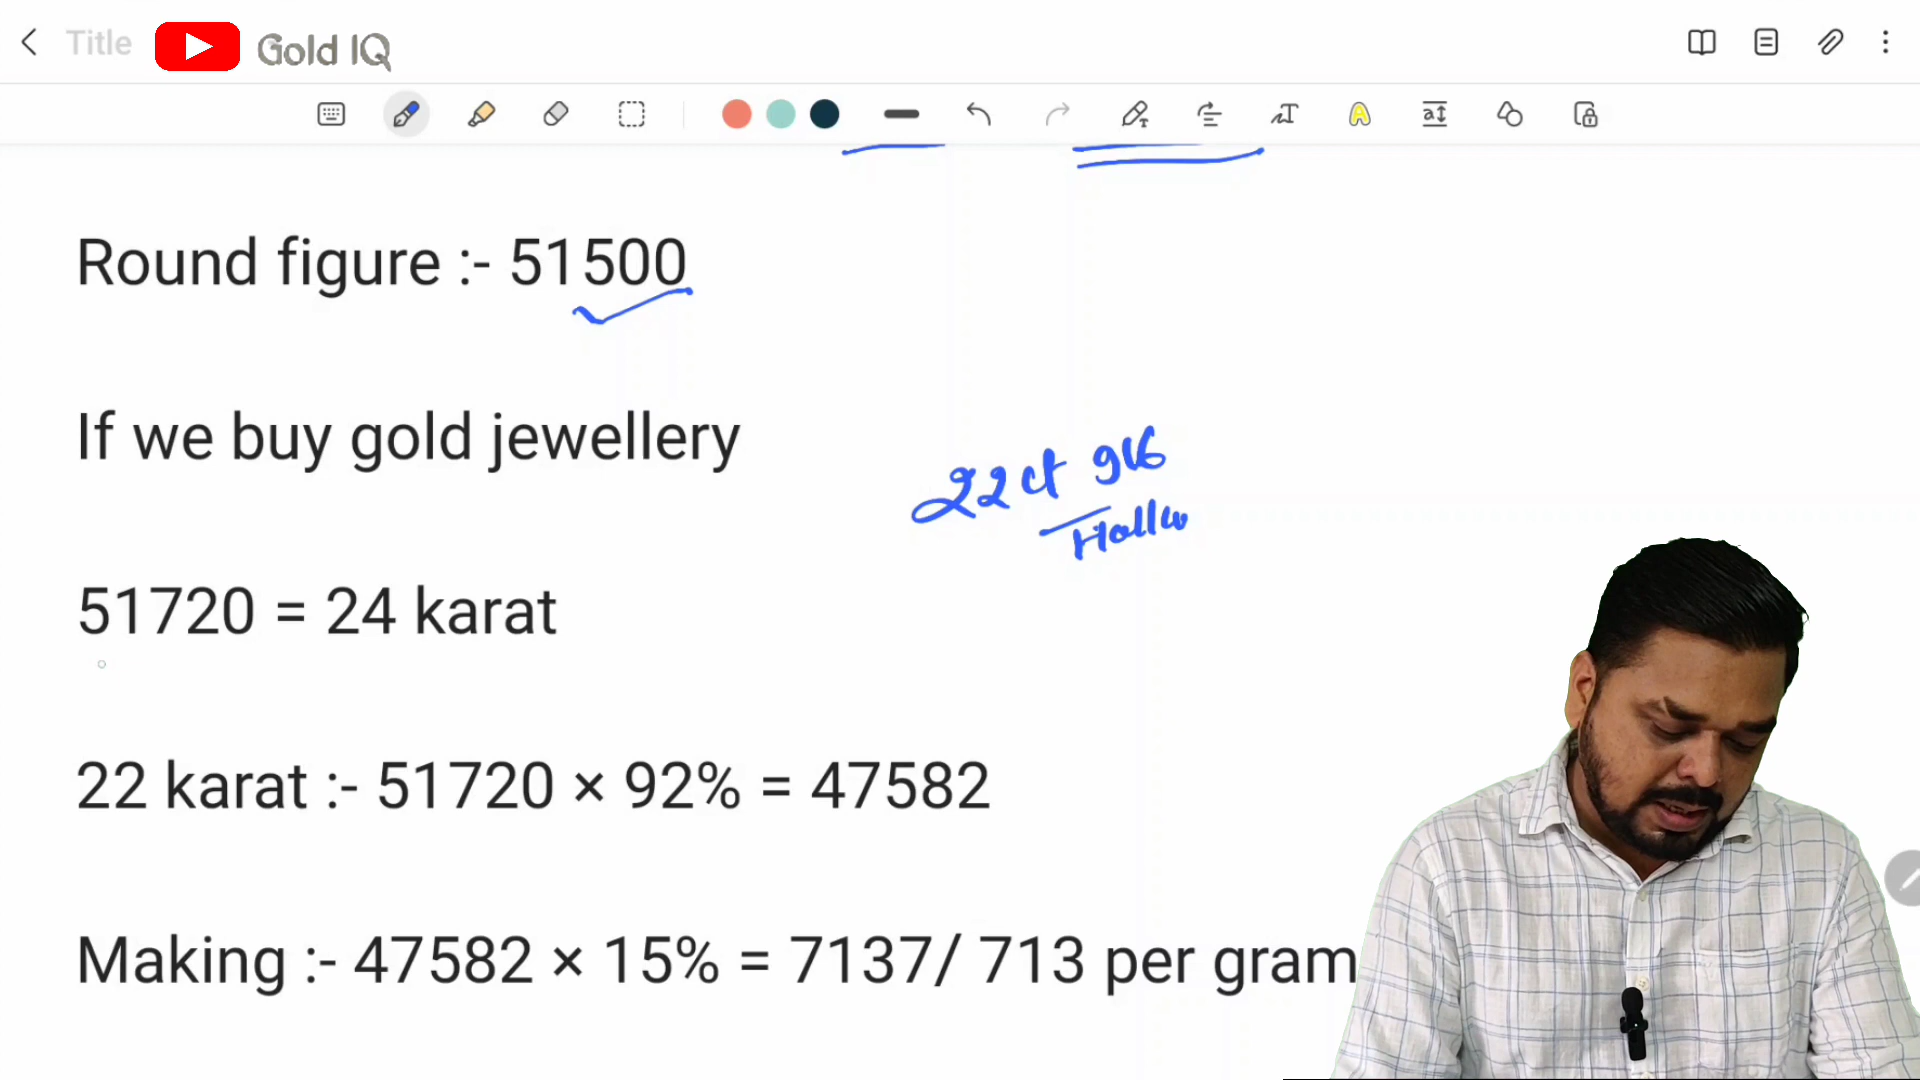 Title
Gold IQ
Round figure :- 51500
If we buy gold jewellery
22 ct 916
Hallm
51720 = 24 karat
22 karat :- 51720 × 92% = 47582
Making :- 47582 × 15% = 7137/ 713 per gram